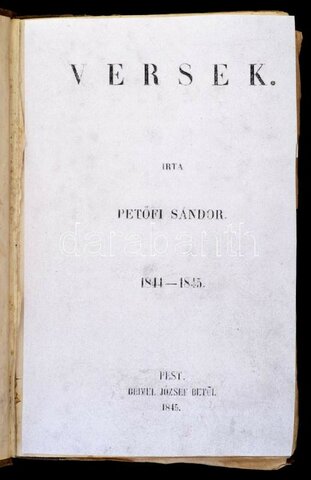 VERSEK.
IRTA
PETŐFI SÁNDOR.
darabanth
1844—1845.
PEST.
BEIMEL JÓZSEF BETŰI.
1845.